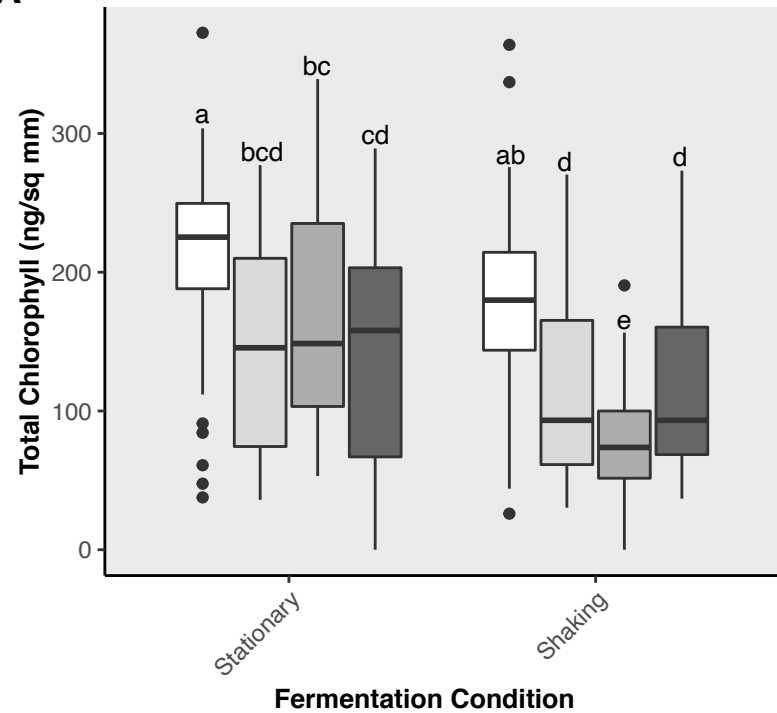 a
bcd
bc
cd
ab
d
e
d
Total Chlorophyll (ng/sq mm)
300
200
100
0
Stationary
Shaking
Fermentation Condition